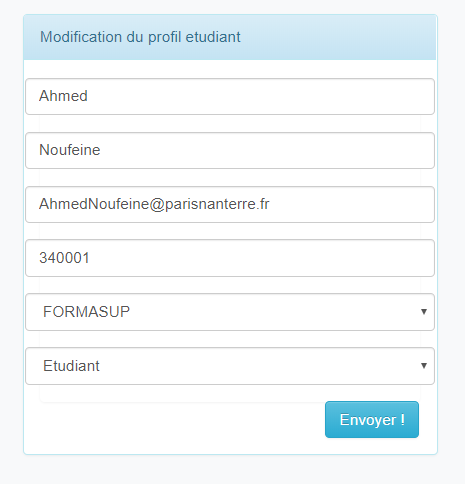 Modification du profil etudiant
Ahmed
Noufeine
AhmedNoufeine@parisnanterre.fr
340001
FORMASUP
Etudiant
Envoyer !